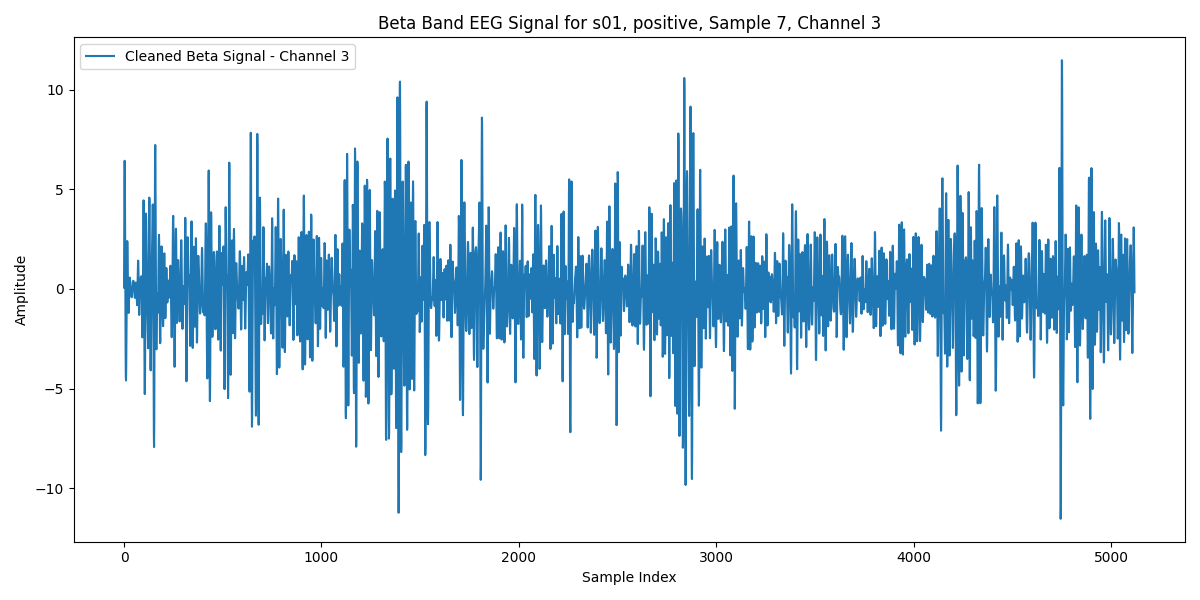 Beta Band EEG Signal for s01, positive, Sample 7, Channel 3
Cleaned Beta Signal - Channel 3
10
5
0
−5
−10
Amplitude
0 1000 2000 3000 4000 5000
Sample Index